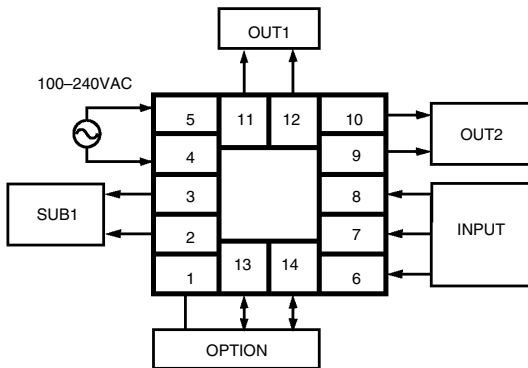 OUT1
100–240VAC
5 11 12 10
4 9
3 8
2 7
1 13 14 6
OUT2
SUB1
INPUT
OPTION